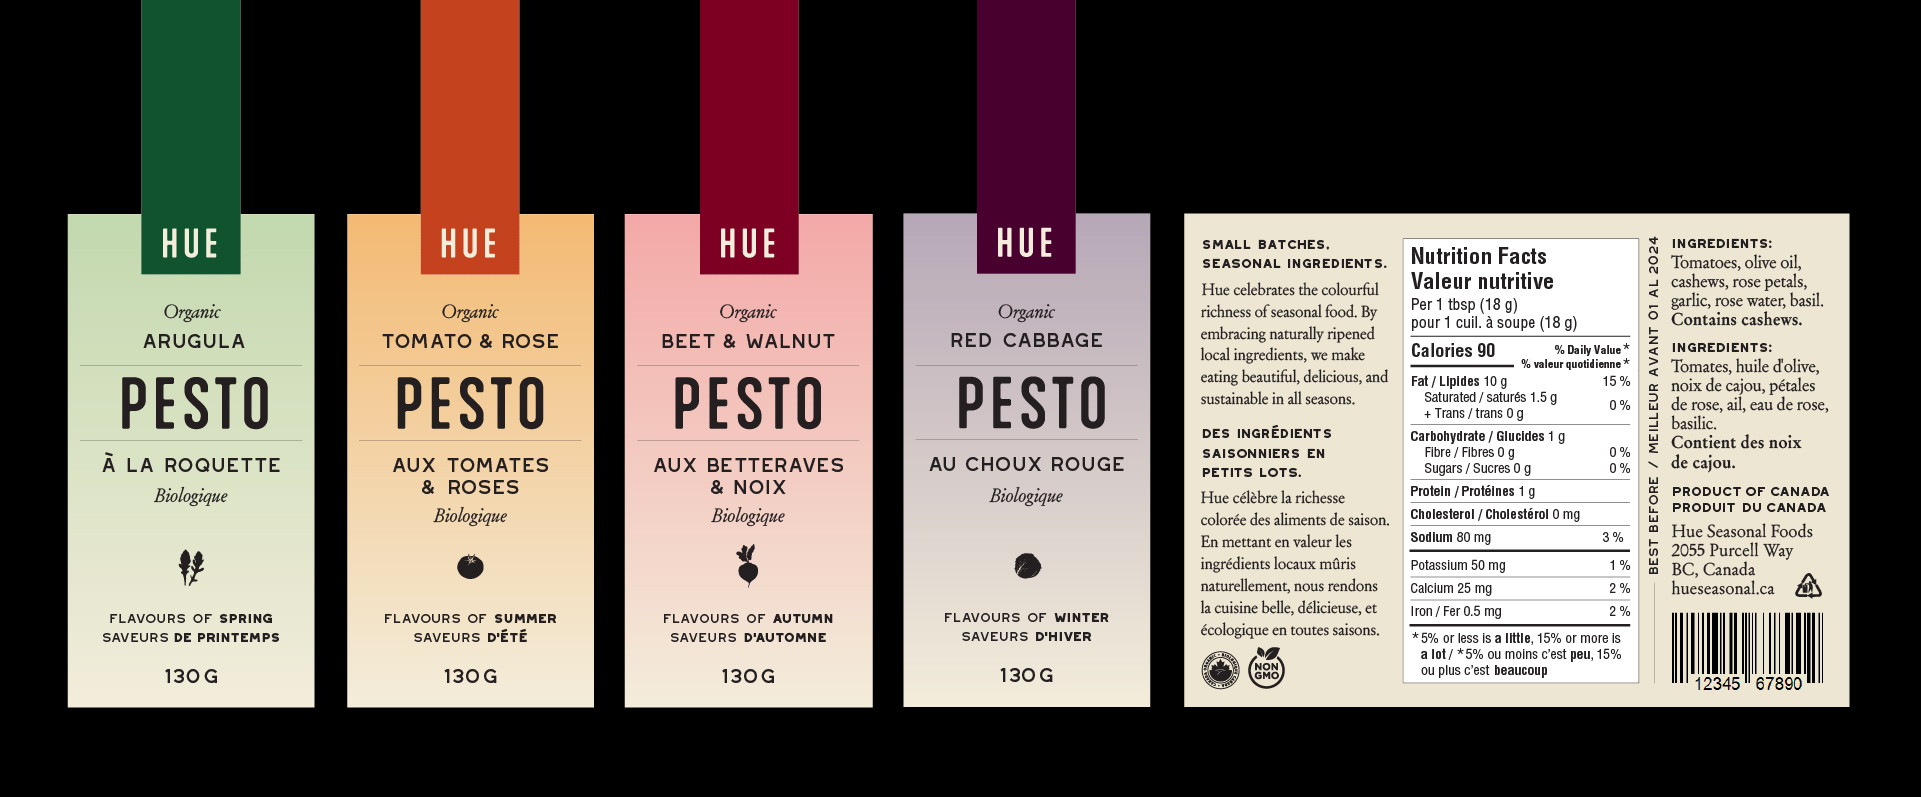 HUE
Organic
ARUGULA
PESTO
À LA ROQUETTE
Biologique
FLAVOURS OF SPRING
SAVEURS DE PRINTEMPS
130G
HUE
Organic
TOMATO & ROSE
PESTO
AUX TOMATES
& ROSES
Biologique
FLAVOURS OF SUMMER
SAVEURS D'ÉTÉ
130G
HUE
Organic
BEET & WALNUT
PESTO
AUX BETTERAVES
& NOIX
Biologique
FLAVOURS OF AUTUMN
SAVEURS D'AUTOMNE
130G
HUE
Organic
RED CABBAGE
PESTO
AU CHOUX ROUGE
Biologique
FLAVOURS OF WINTER
SAVEURS D'HIVER
130G
SMALL BATCHES.
SEASONAL INGREDIENTS.
Hue celebrates the colourful
richness of seasonal food. By
embracing naturally ripened
local ingredients, we make
eating beautiful, delicious, and
sustainable in all seasons.
DES INGRÉDIENTS
SAISONNIERS EN
PETITS LOTS.
Hue célèbre la richesse
colorée des aliments de saison.
En mettant en valeur les
ingrédients locaux mûris
naturellement, nous rendons
la cuisine belle, délicieuse, et
écologique en toutes saisons.
NON
GMO
Nutrition Facts
Valeur nutritive
Per 1 tbsp (18 g)
pour 1 cuil. à soupe (18 g)
Calories 90
% Daily Value*
% valeur quotidienne*
Fat / Lipides 10 g 15 %
Saturated / saturés 1.5 g
+ Trans / trans 0 g
0 %
Carbohydrate / Glucides 1 g
Fibre / Fibres 0 g 0 %
Sugars / Sucres 0 g 0 %
Protein / Protéines 1 g
Cholesterol / Cholestérol 0 mg
Sodium 80 mg 3 %
Potassium 50 mg 1 %
Calcium 25 mg 2 %
Iron / Fer 0.5 mg 2 %
*5% or less is a little, 15% or more is
a lot / *5% ou moins c'est peu, 15%
ou plus c'est beaucoup
BEST BEFORE / MEILLEUR AVANT 01 AL 2024
INGREDIENTS:
Tomatoes, olive oil,
cashews, rose petals,
garlic, rose water, basil.
Contains cashews.
INGREDIENTS:
Tomates, huile d'olive,
noix de cajou, pétales
de rose, ail, eau de rose,
basilic.
Contient des noix
de cajou.
PRODUCT OF CANADA
PRODUIT DU CANADA
Hue Seasonal Foods
2055 Purcell Way
BC, Canada
hueseasonal.ca
12345 67890